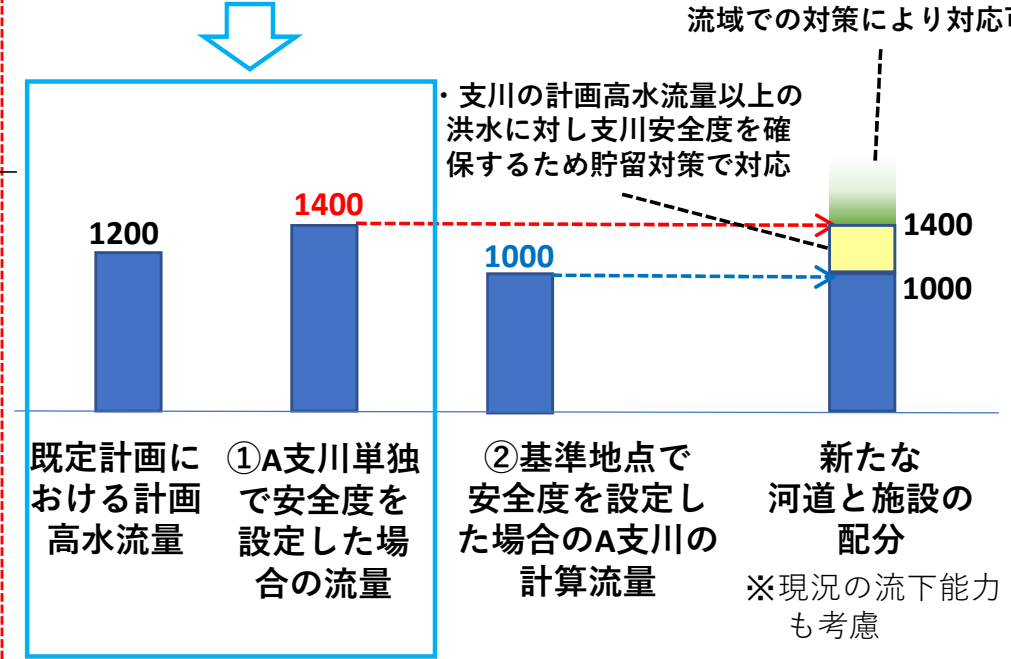 流域での対策により対応
・支川の計画高水流量以上の
洪水に対し支川安全度を確
保するため貯留対策で対応
1200
1400
1000
1400
1000
既定計画に
おける計画
高水流量
①A支川単独
で安全度を
設定した場
合の流量
②基準地点で
安全度を設定し
た場合のA支川の
計算流量
新たな
河道と施設の
配分
※現況の流下能力
も考慮